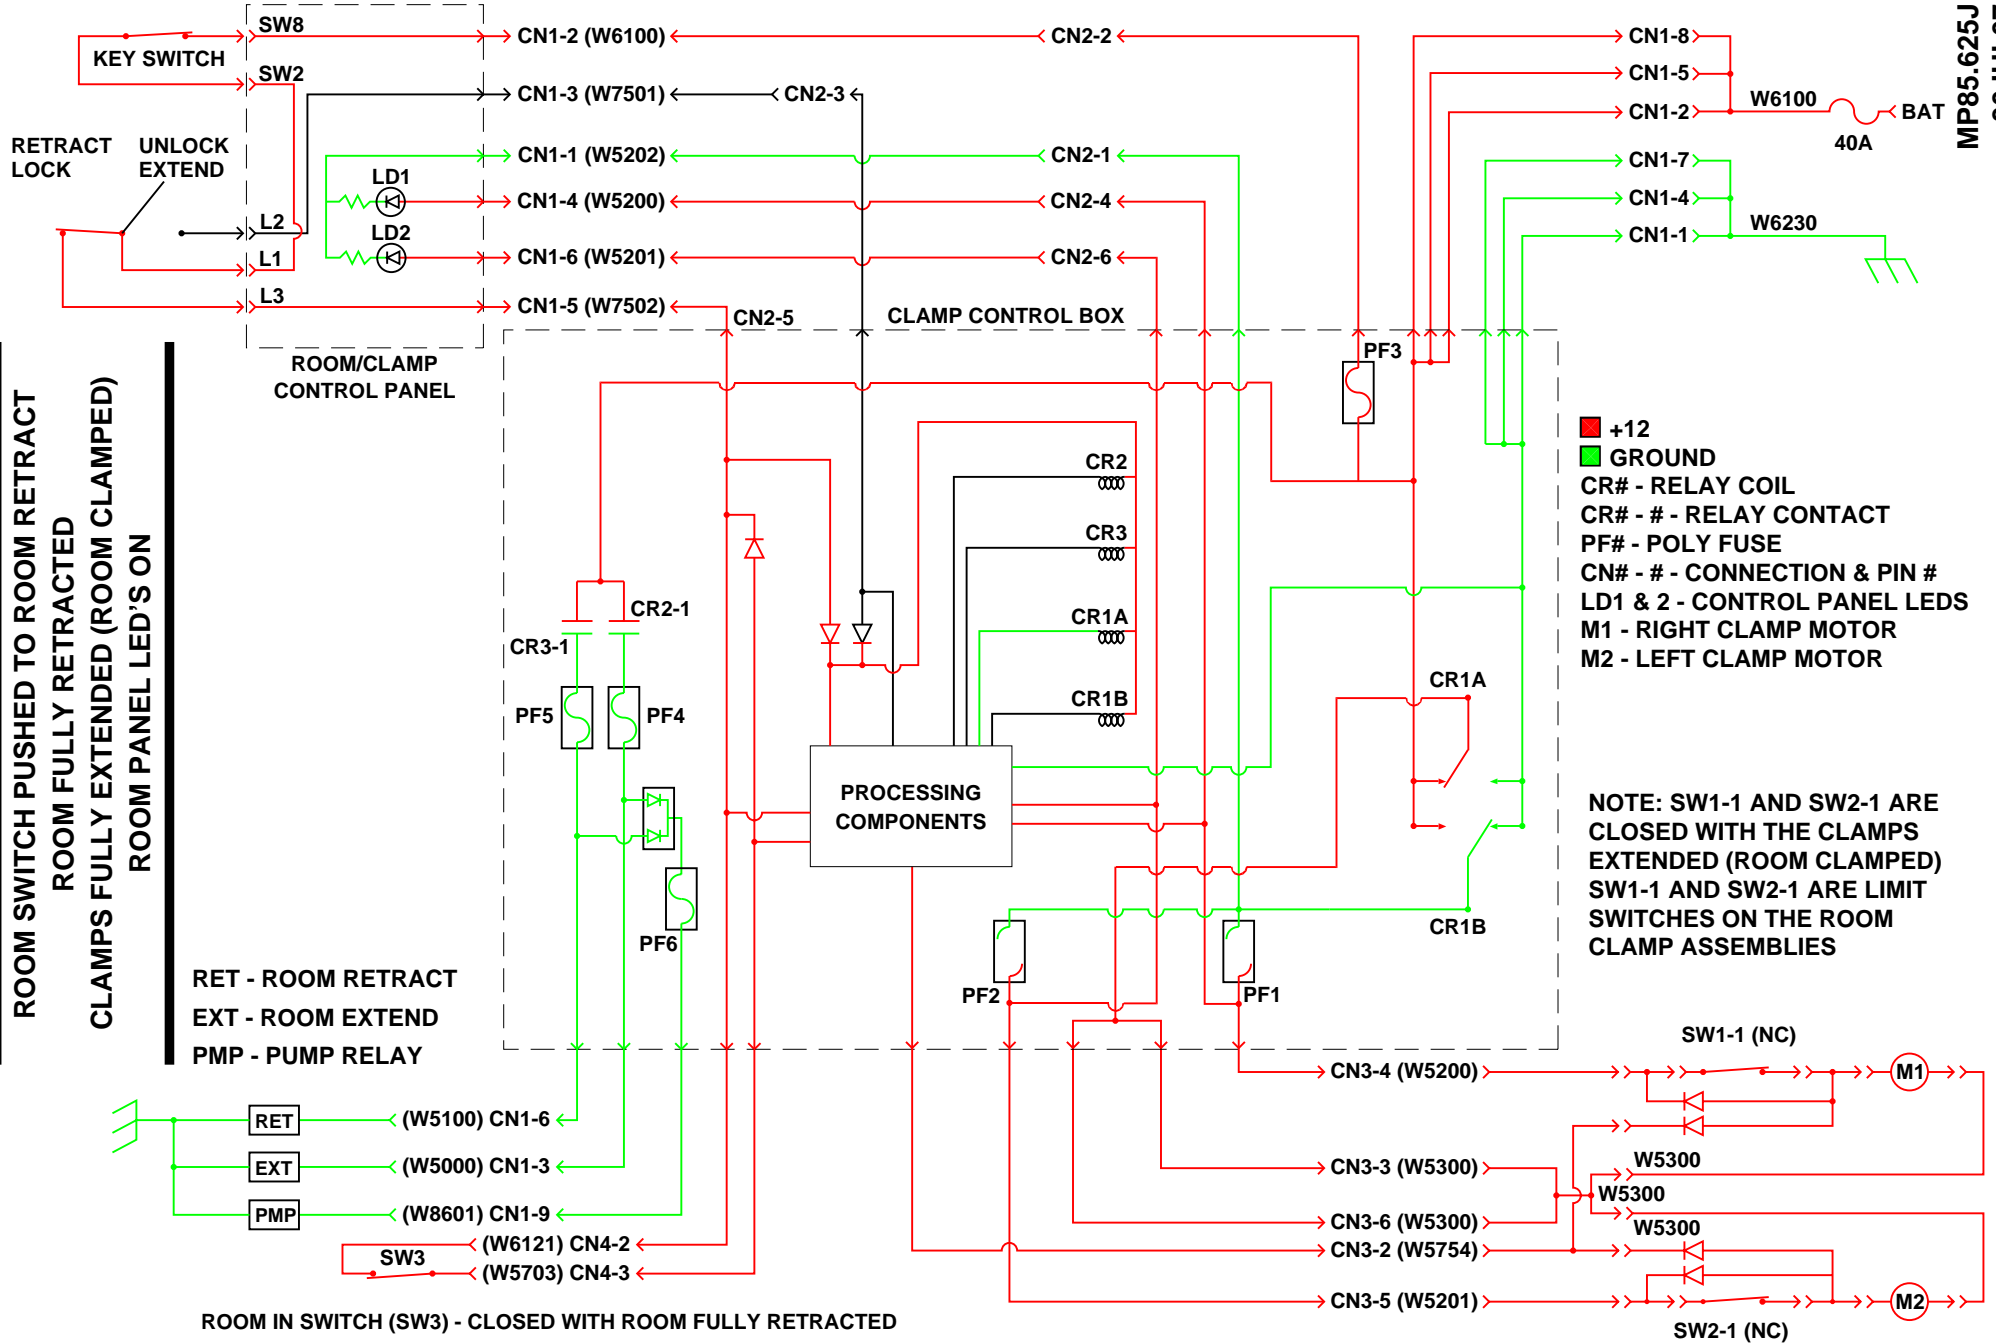 SW8
KEY SWITCH
SW2
RETRACT
LOCK
UNLOCK
EXTEND
L2
L1
L3
LD1
LD2
ROOM/CLAMP
CONTROL PANEL
CN1-2 (W6100)
CN2-2
CN1-3 (W7501)
CN2-3
CN1-1 (W5202)
CN2-1
CN1-4 (W5200)
CN2-4
CN1-6 (W5201)
CN2-6
CN1-5 (W7502)
CN2-5
CLAMP CONTROL BOX
CN1-8
CN1-5
CN1-2
W6100
BAT
40A
CN1-7
CN1-4
CN1-1
W6230
MP85.625J
ROOM SWITCH PUSHED TO ROOM RETRACT
ROOM FULLY RETRACTED
CLAMPS FULLY EXTENDED (ROOM CLAMPED)
ROOM PANEL LED'S ON
PF3
CR2
CR3
CR1A
CR1B
CR2-1
CR3-1
PF5
PF4
PF6
PROCESSING
COMPONENTS
CR1A
CR1B
PF2
PF1
+12
GROUND
CR# - RELAY COIL
CR# - # - RELAY CONTACT
PF# - POLY FUSE
CN# - # - CONNECTION & PIN #
LD1 & 2 - CONTROL PANEL LEDS
M1 - RIGHT CLAMP MOTOR
M2 - LEFT CLAMP MOTOR
NOTE: SW1-1 AND SW2-1 ARE
CLOSED WITH THE CLAMPS
EXTENDED (ROOM CLAMPED)
SW1-1 AND SW2-1 ARE LIMIT
SWITCHES ON THE ROOM
CLAMP ASSEMBLIES
RET - ROOM RETRACT
EXT - ROOM EXTEND
PMP - PUMP RELAY
RET
(W5100) CN1-6
EXT
(W5000) CN1-3
PMP
(W8601) CN1-9
(W6121) CN4-2
SW3
(W5703) CN4-3
ROOM IN SWITCH (SW3) - CLOSED WITH ROOM FULLY RETRACTED
SW1-1 (NC)
CN3-4 (W5200)
M1
CN3-3 (W5300)
W5300
W5300
CN3-6 (W5300)
W5300
CN3-2 (W5754)
CN3-5 (W5201)
M2
SW2-1 (NC)